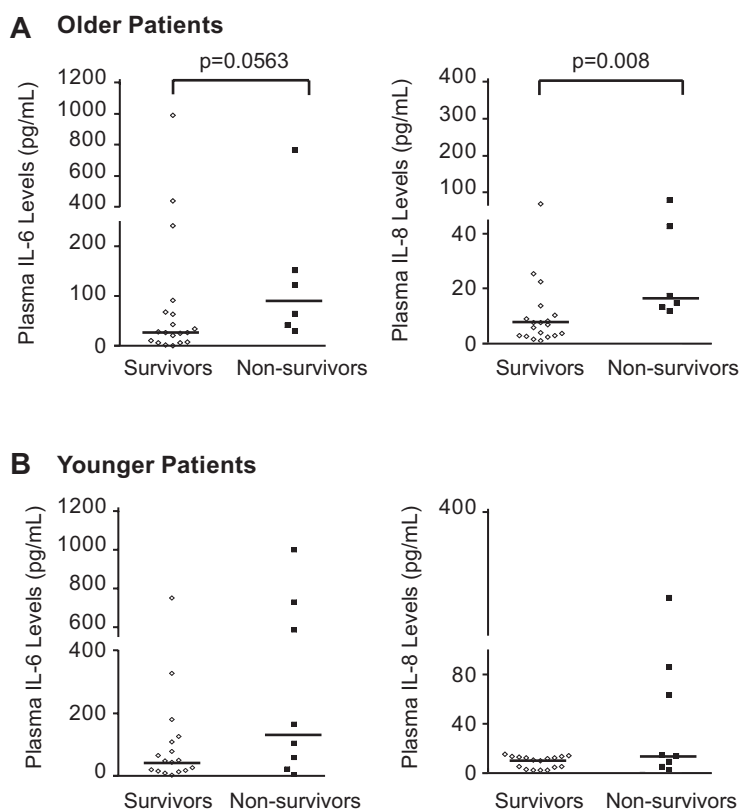 A Older Patients
p=0.0563
p=0.008
Plasma IL-6 Levels (pg/mL)
1200
1000
800
600
400
200
100
0
Survivors Non-survivors
Plasma IL-8 Levels (pg/mL)
400
300
200
100
40
20
0
Survivors Non-survivors
B Younger Patients
Plasma IL-6 Levels (pg/mL)
1200
1000
800
600
400
200
0
Survivors Non-survivors
Plasma IL-8 Levels (pg/mL)
400
80
40
0
Survivors Non-survivors